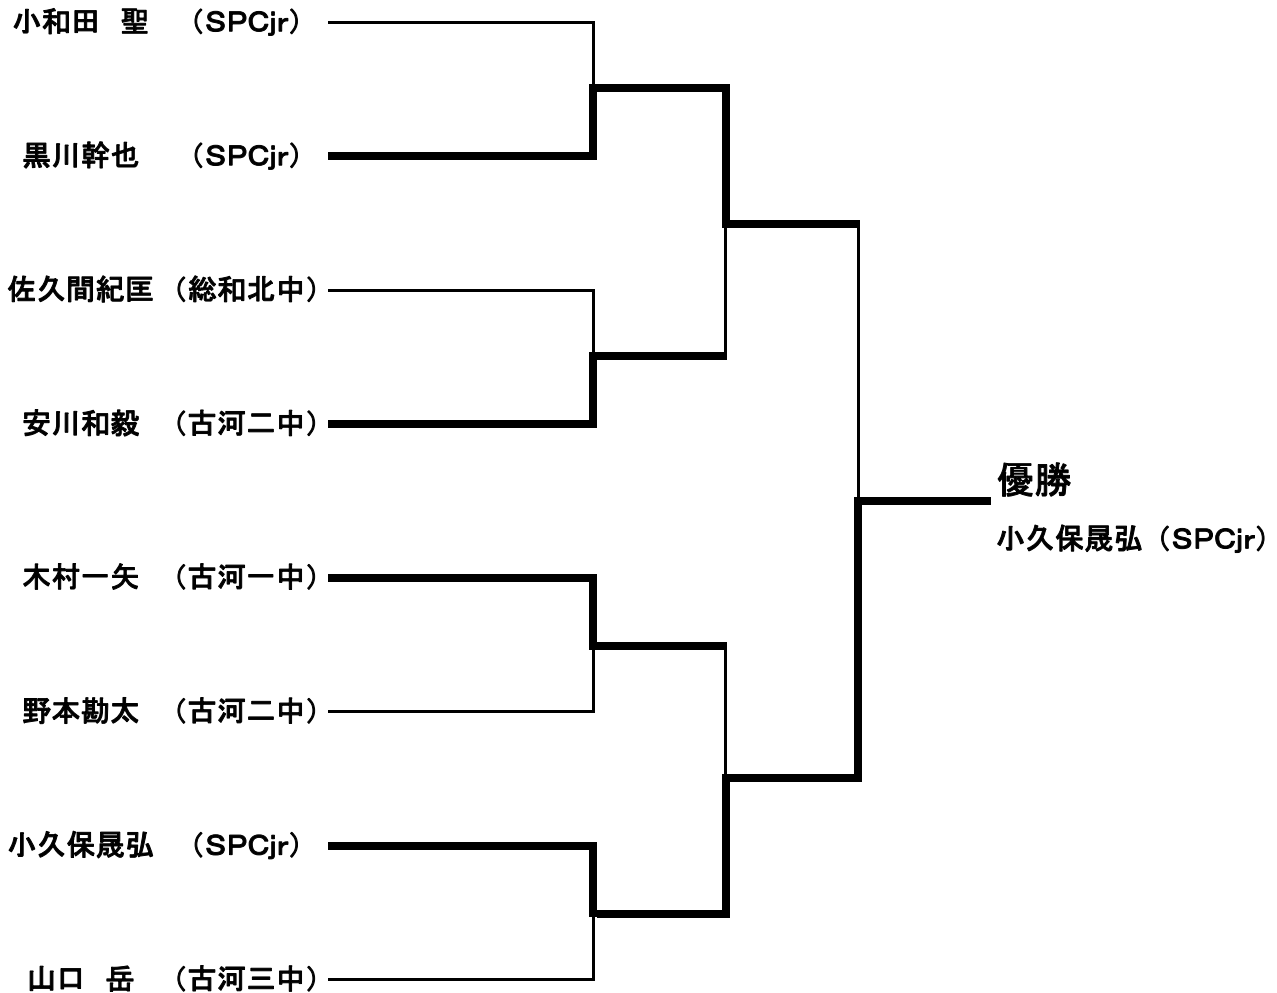 小和田 聖 （SPCjr）
黒川幹也 （SPCjr）
佐久間紀匡（総和北中）
安川和毅 （古河二中）
優勝
小久保晟弘（SPCjr）
木村一矢 （古河一中）
野本勘太 （古河二中）
小久保晟弘 （SPCjr）
山口 岳 （古河三中）